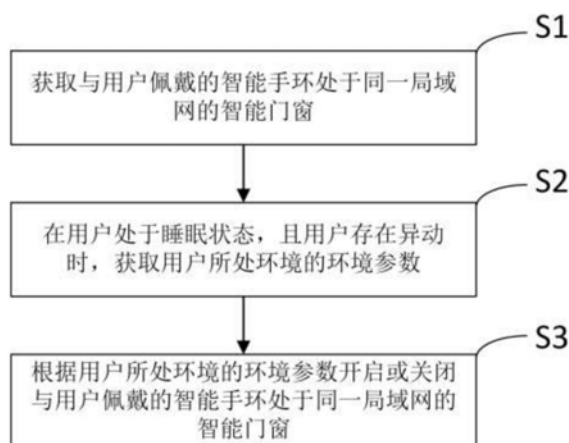 S1
获取与用户佩戴的智能手环处于同一局域
网的智能门窗
S2
在用户处于睡眠状态，且用户存在异动
时，获取用户所处环境的环境参数
S3
根据用户所处环境的环境参数开启或关闭
与用户佩戴的智能手环处于同一局域网的
智能门窗